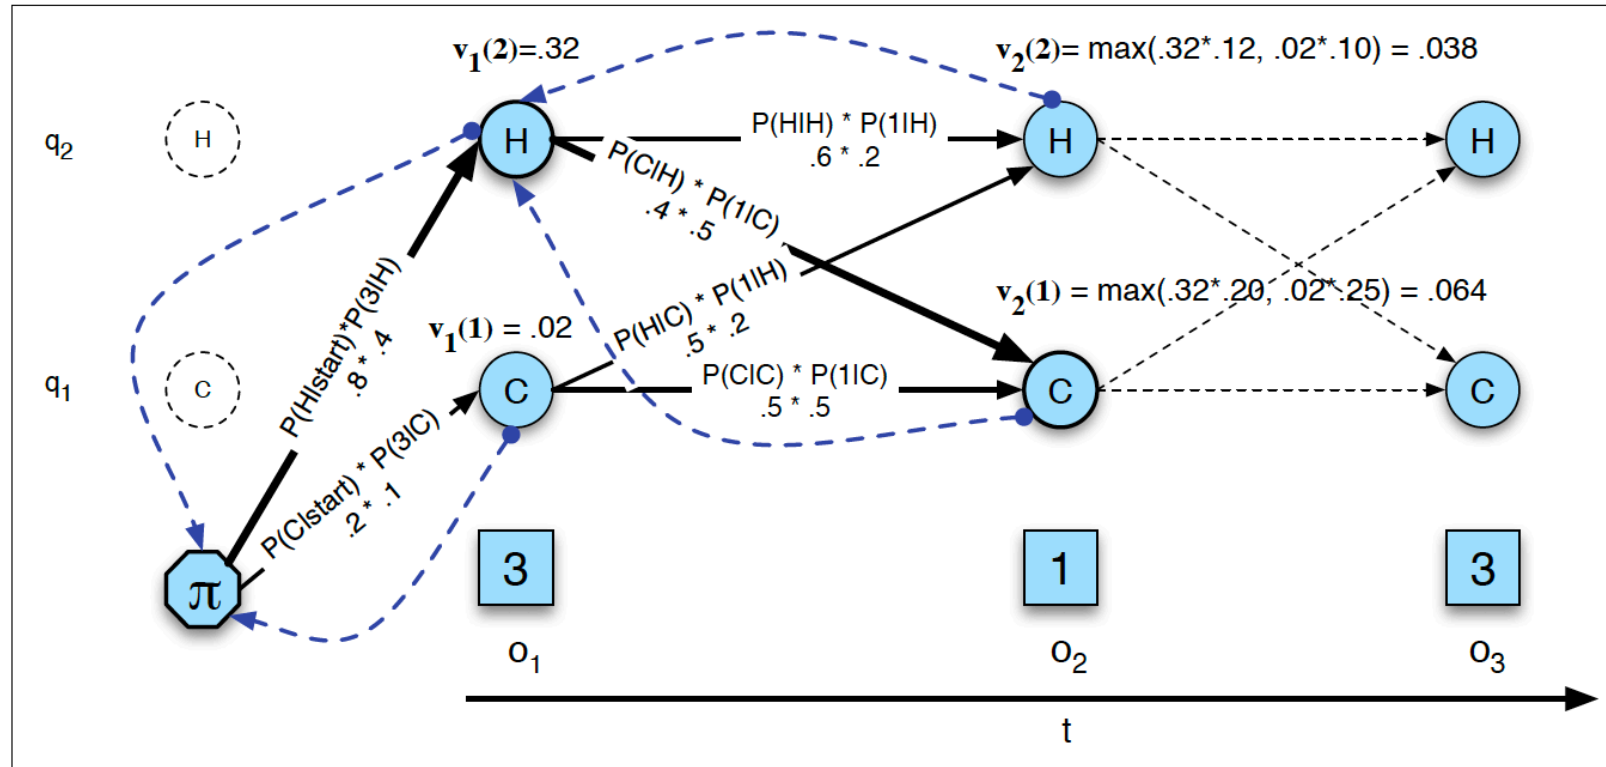 v1(2)=.32
v2(2)= max(.32*.12, .02*.10) = .038
q2
H
H
P(H|H) * P(1|H)
.6 * .2
H
H
P(C|H) * P(1|C)
.4 * .5
P(H|start)*P(3|H)
.8 * .4
v1(1) = .02
P(H|C) * P(1|H)
.5 * .2
v2(1) = max(.32*.20, .02*.25) = .064
q1
C
C
P(C|C) * P(1|C)
.5 * .5
C
C
P(C|start) * P(3|C)
.2 * .1
π
3
1
3
o1
o2
o3
t